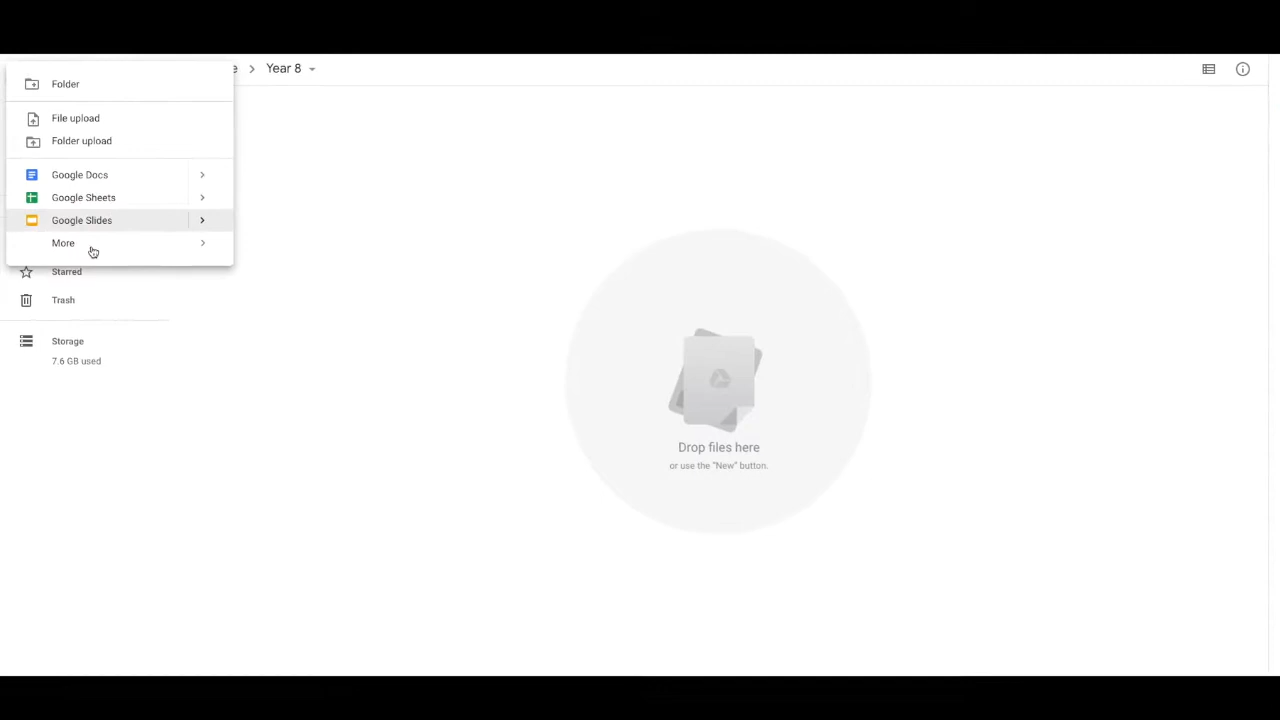 Folder
e > Year 8
File upload
Folder upload
Google Docs
Google Sheets
Google Slides
More
Starred
Trash
Storage
7.6 GB used
Drop files here
or use the "New" button.